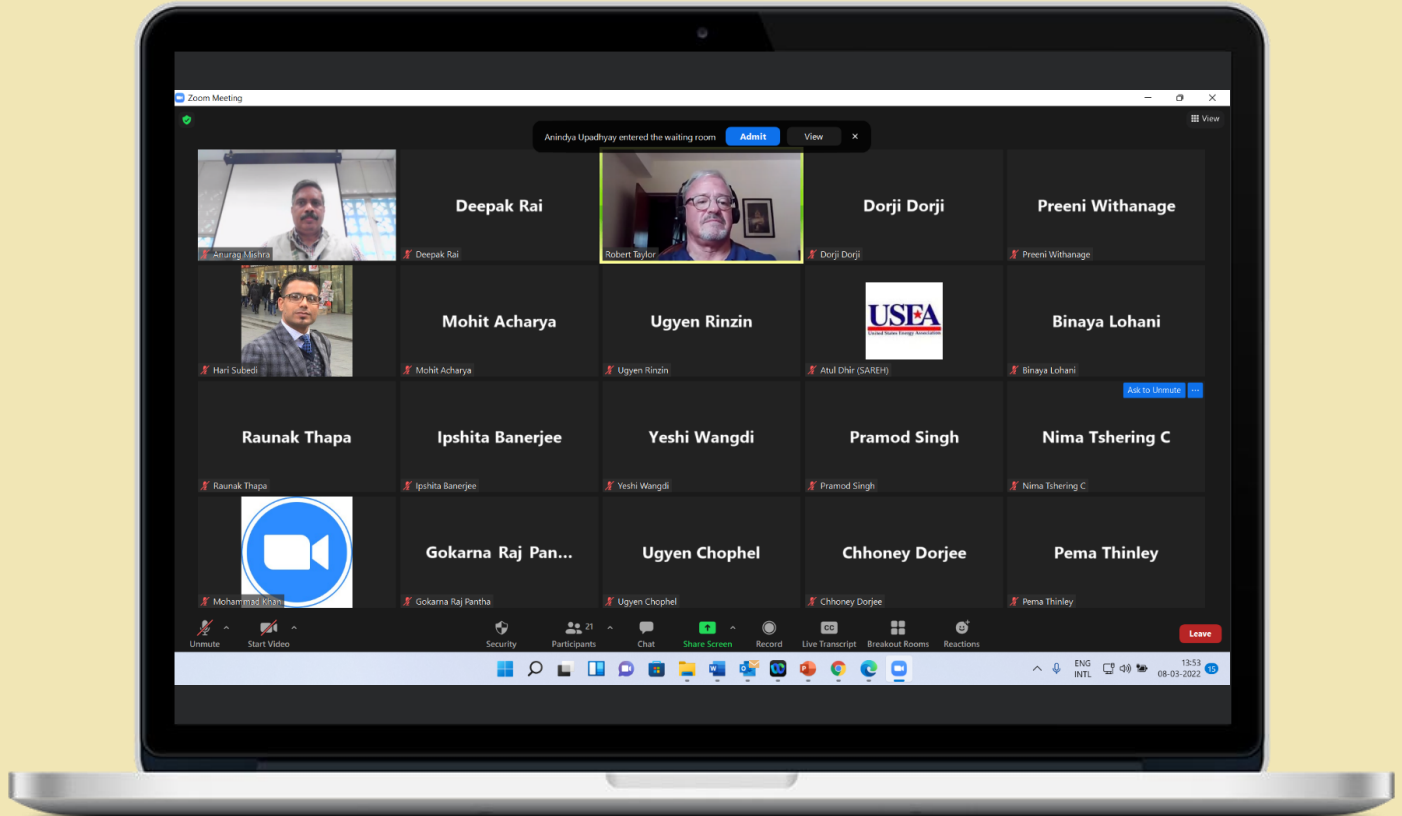 Zoom Meeting
View
Anindya Upadhyay entered the waiting room Admit View
Anurag Mishra
Deepak Rai
Deepak Rai
Robert Taylor
Dorji Dorji
Dorji Dorji
Preeni Withanage
Preeni Withanage
Hari Subedi
Mohit Acharya
Mohit Acharya
Ugyen Rinzin
Ugyen Rinzin
USEA
United States Energy Association
Atul Dhir (SAREH)
Binaya Lohani
Binaya Lohani
Ask to Unmute ...
Raunak Thapa
Raunak Thapa
Ipshita Banerjee
Ipshita Banerjee
Yeshi Wangdi
Yeshi Wangdi
Pramod Singh
Pramod Singh
Nima Tshering C
Nima Tshering C
Mohammad Khan
Gokarna Raj Pan...
Gokarna Raj Pantha
Ugyen Chophel
Ugyen Chophel
Chhoney Dorjee
Chhoney Dorjee
Pema Thinley
Pema Thinley
Unmute
Start Video
Security
21
Participants
Chat
Share Screen
Record
CC
Live Transcript
Breakout Rooms
Reactions
Leave
ENG
INTL
13:53
08-03-2022
15